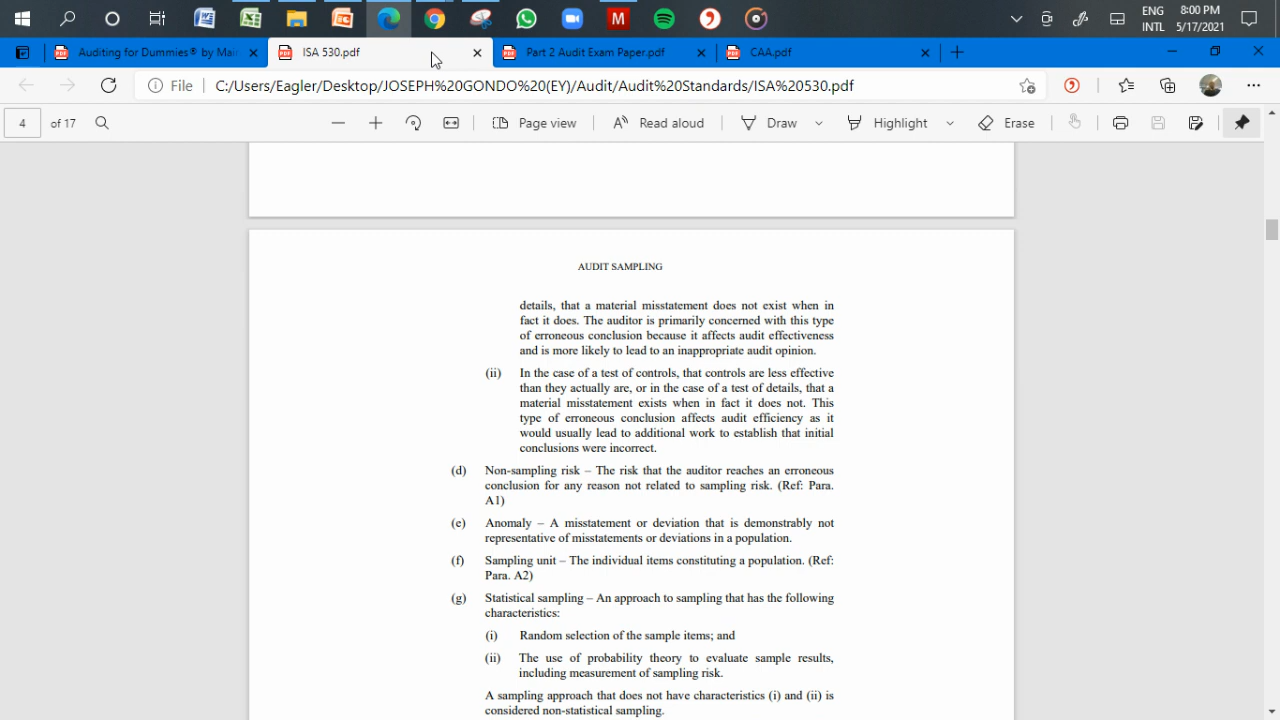 ENG
8:00 PM
INTL
5/17/2021
Auditing for Dummies® by Mair
ISA 530.pdf
Part 2 Audit Exam Paper.pdf
CAA.pdf
File
C:/Users/Eagler/Desktop/JOSEPH%20GONDO%20(EY)/Audit/Audit%20Standards/ISA%20530.pdf
4
of 17
Page view
Read aloud
Draw
Highlight
Erase
AUDIT SAMPLING
details, that a material misstatement does not exist when in
fact it does. The auditor is primarily concerned with this type
of erroneous conclusion because it affects audit effectiveness
and is more likely to lead to an inappropriate audit opinion.
(ii) In the case of a test of controls, that controls are less effective
than they actually are, or in the case of a test of details, that a
material misstatement exists when in fact it does not. This
type of erroneous conclusion affects audit efficiency as it
would usually lead to additional work to establish that initial
conclusions were incorrect.
(d) Non-sampling risk – The risk that the auditor reaches an erroneous
conclusion for any reason not related to sampling risk. (Ref: Para.
A1)
(e) Anomaly – A misstatement or deviation that is demonstrably not
representative of misstatements or deviations in a population.
(f) Sampling unit – The individual items constituting a population. (Ref:
Para. A2)
(g) Statistical sampling – An approach to sampling that has the following
characteristics:
(i) Random selection of the sample items; and
(ii) The use of probability theory to evaluate sample results,
including measurement of sampling risk.
A sampling approach that does not have characteristics (i) and (ii) is
considered non-statistical sampling.